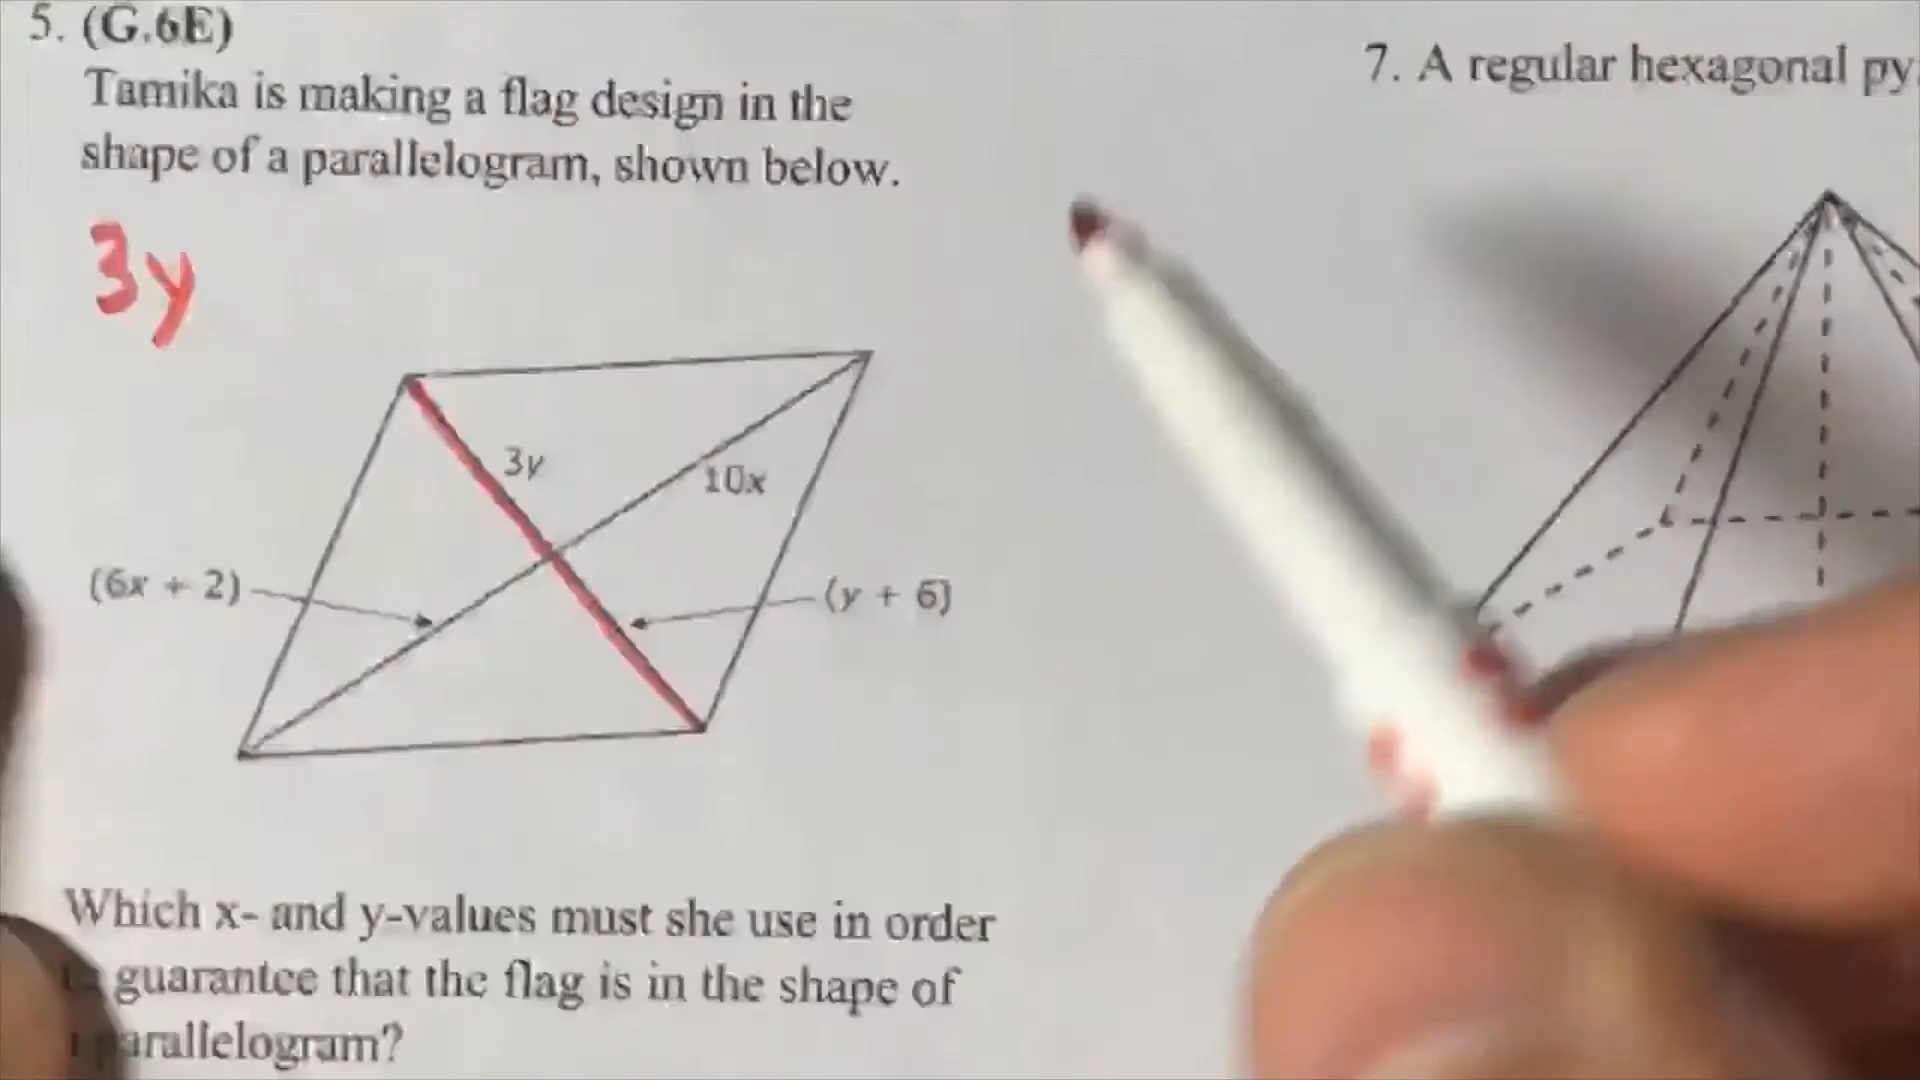 5. (G.6E)
Tamika is making a flag design in the
shape of a parallelogram, shown below.
3y
3y
10x
(6x + 2)
(y + 6)
Which x- and y-values must she use in order
guarantee that the flag is in the shape of
parallelogram?
7. A regular hexagonal